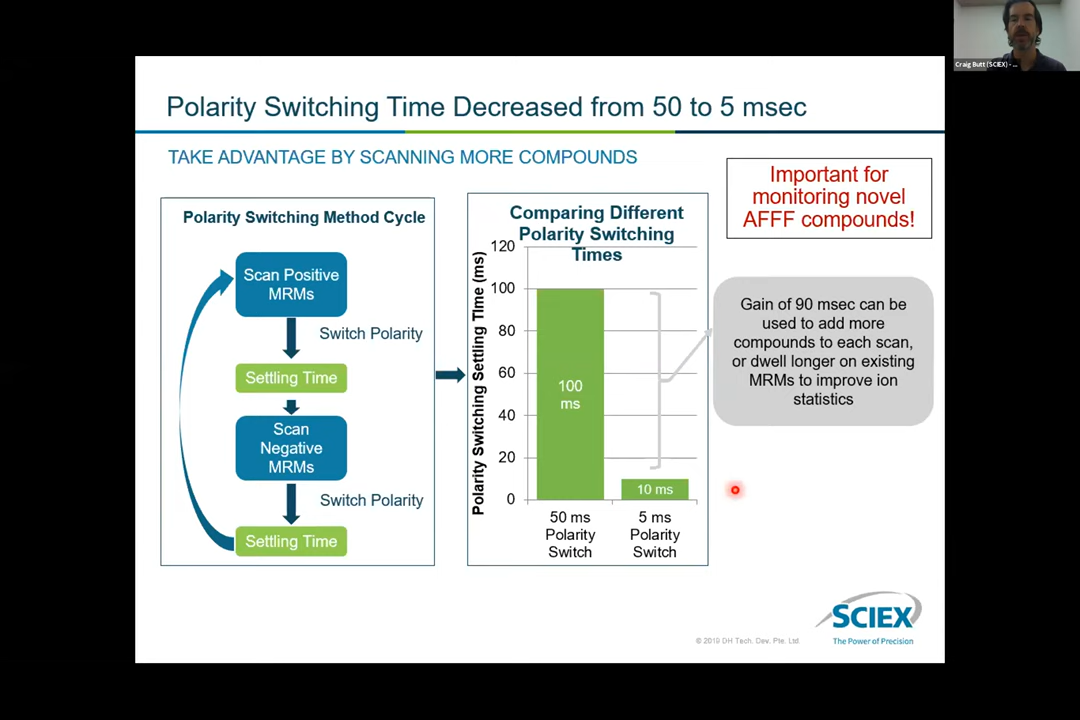 Craig Butt (SCIEX) - ...
Polarity Switching Time Decreased from 50 to 5 msec
TAKE ADVANTAGE BY SCANNING MORE COMPOUNDS
Important for
monitoring novel
AFFF compounds!
Polarity Switching Method Cycle
Scan Positive
MRMs
Switch Polarity
Settling Time
Scan
Negative
MRMs
Switch Polarity
Settling Time
Comparing Different
Polarity Switching
Times
Polarity Switching Settling Time (ms)
120
100
80
60
40
20
0
100
ms
10 ms
50 ms
Polarity
Switch
5 ms
Polarity
Switch
Gain of 90 msec can be
used to add more
compounds to each scan,
or dwell longer on existing
MRMs to improve ion
statistics
SCIEX
The Power of Precision
© 2019 DH Tech. Dev. Pte. Ltd.